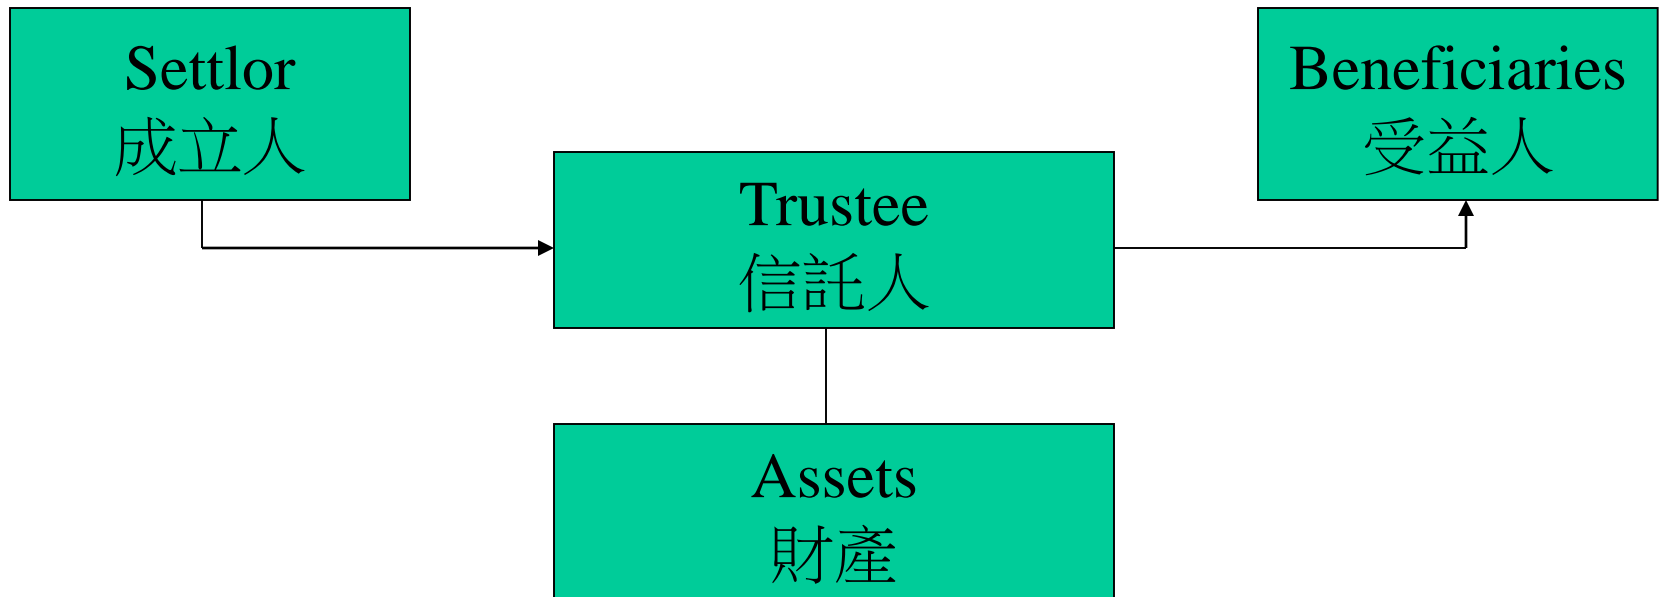 Settlor
成立人
Beneficiaries
受益人
Trustee
信託人
Assets
財產